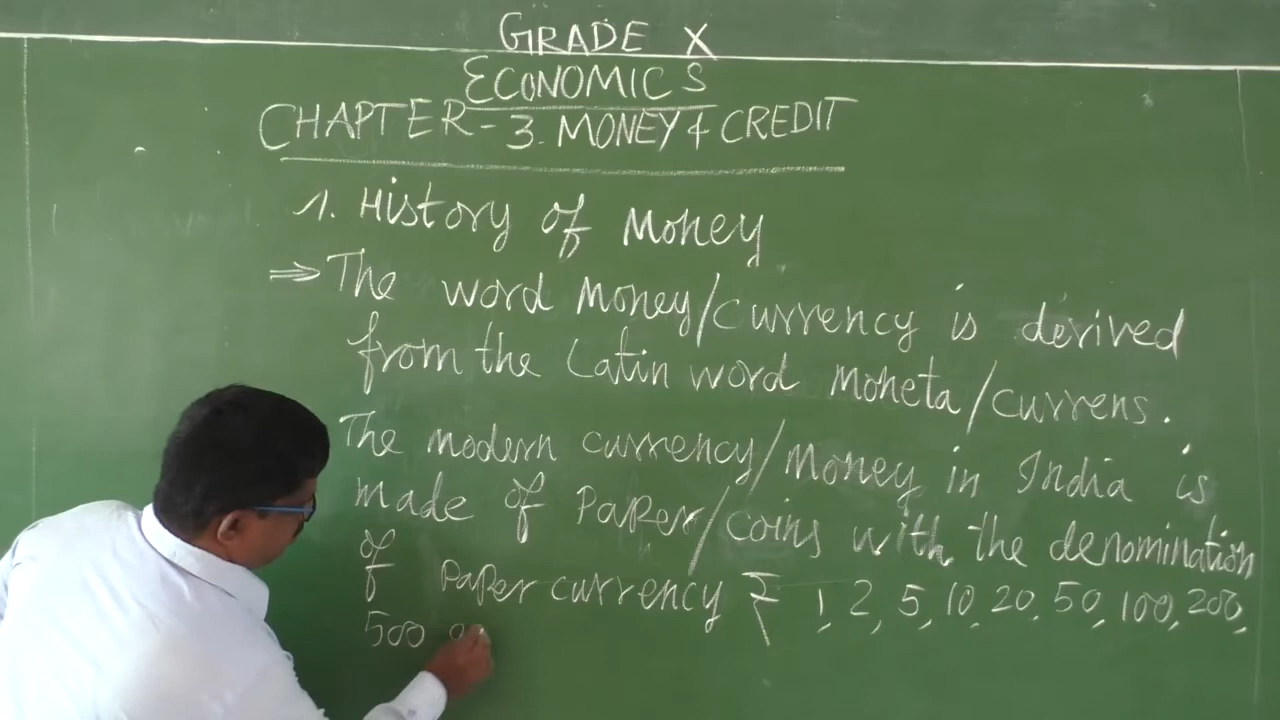 GRADE X
ECONOMICS
CHAPTER-3. MONEY & CREDIT
1. History of Money
⇒ The word Money/currency is derived
from the Latin word moneta/currens.
The modern currency/Money in India is
made of Paper/coins with the denomination
of Paper currency ₹ 1, 2, 5, 10, 20, 50, 100, 200,
500